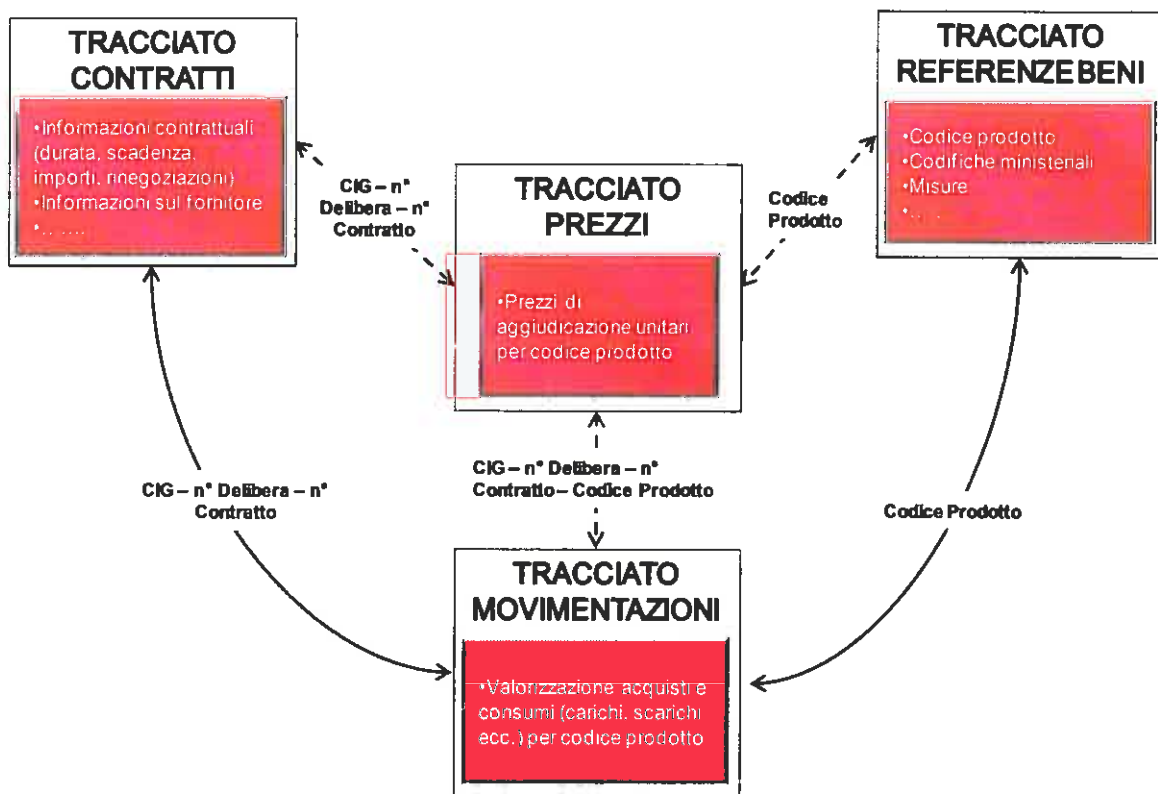 TRACCIATO
CONTRATTI
•Informazioni contrattuali
(durata, scadenza,
importi, rinegoziazioni)
•Informazioni sul fornitore
•.. .....
TRACCIATO
REFERENZE BENI
•Codice prodotto
•Codifiche ministeriali
•Misure
•.. ...
CIG – n°
Delibera – n°
Contratto
TRACCIATO
PREZZI
•Prezzi di
aggiudicazione unitari
per codice prodotto
Codice
Prodotto
CIG – n° Delibera – n°
Contratto
CIG – n° Delibera – n°
Contratto – Codice Prodotto
Codice Prodotto
TRACCIATO
MOVIMENTAZIONI
•Valorizzazione acquisti e
consumi (carichi, scarichi
ecc.) per codice prodotto